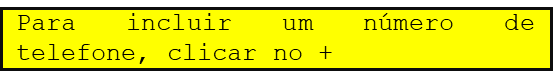 Para incluir um número de
telefone, clicar no +